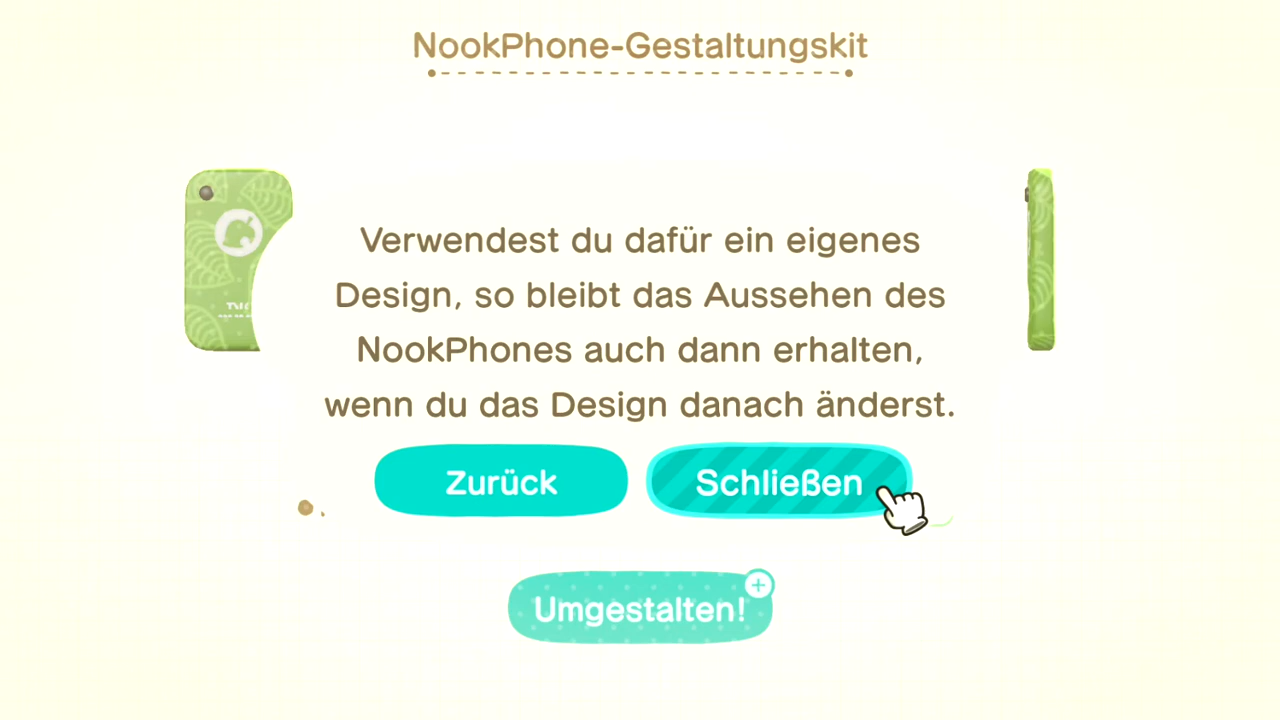 NookPhone-Gestaltungskit
Verwendest du dafür ein eigenes
Design, so bleibt das Aussehen des
NookPhones auch dann erhalten,
wenn du das Design danach änderst.
Zurück
Schließen
Umgestalten!